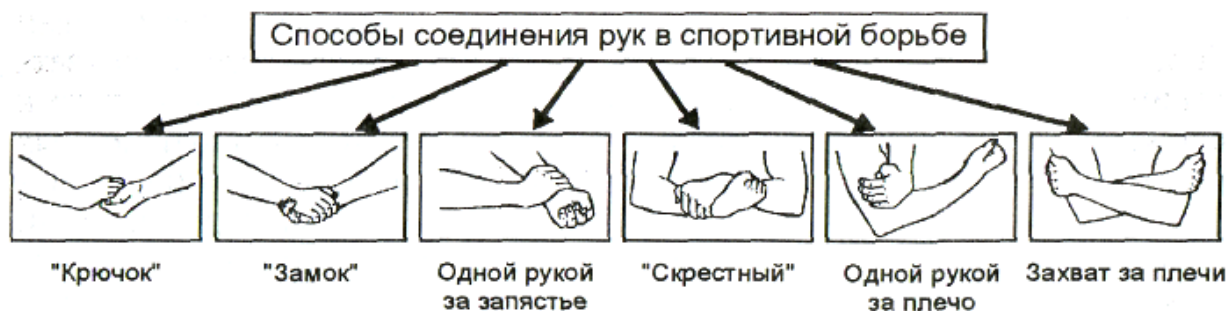 Способы соединения рук в спортивной борьбе
"Крючок"
"Замок"
Одной рукой
за запястье
"Скрестный"
Одной рукой
за плечо
Захват за плечи